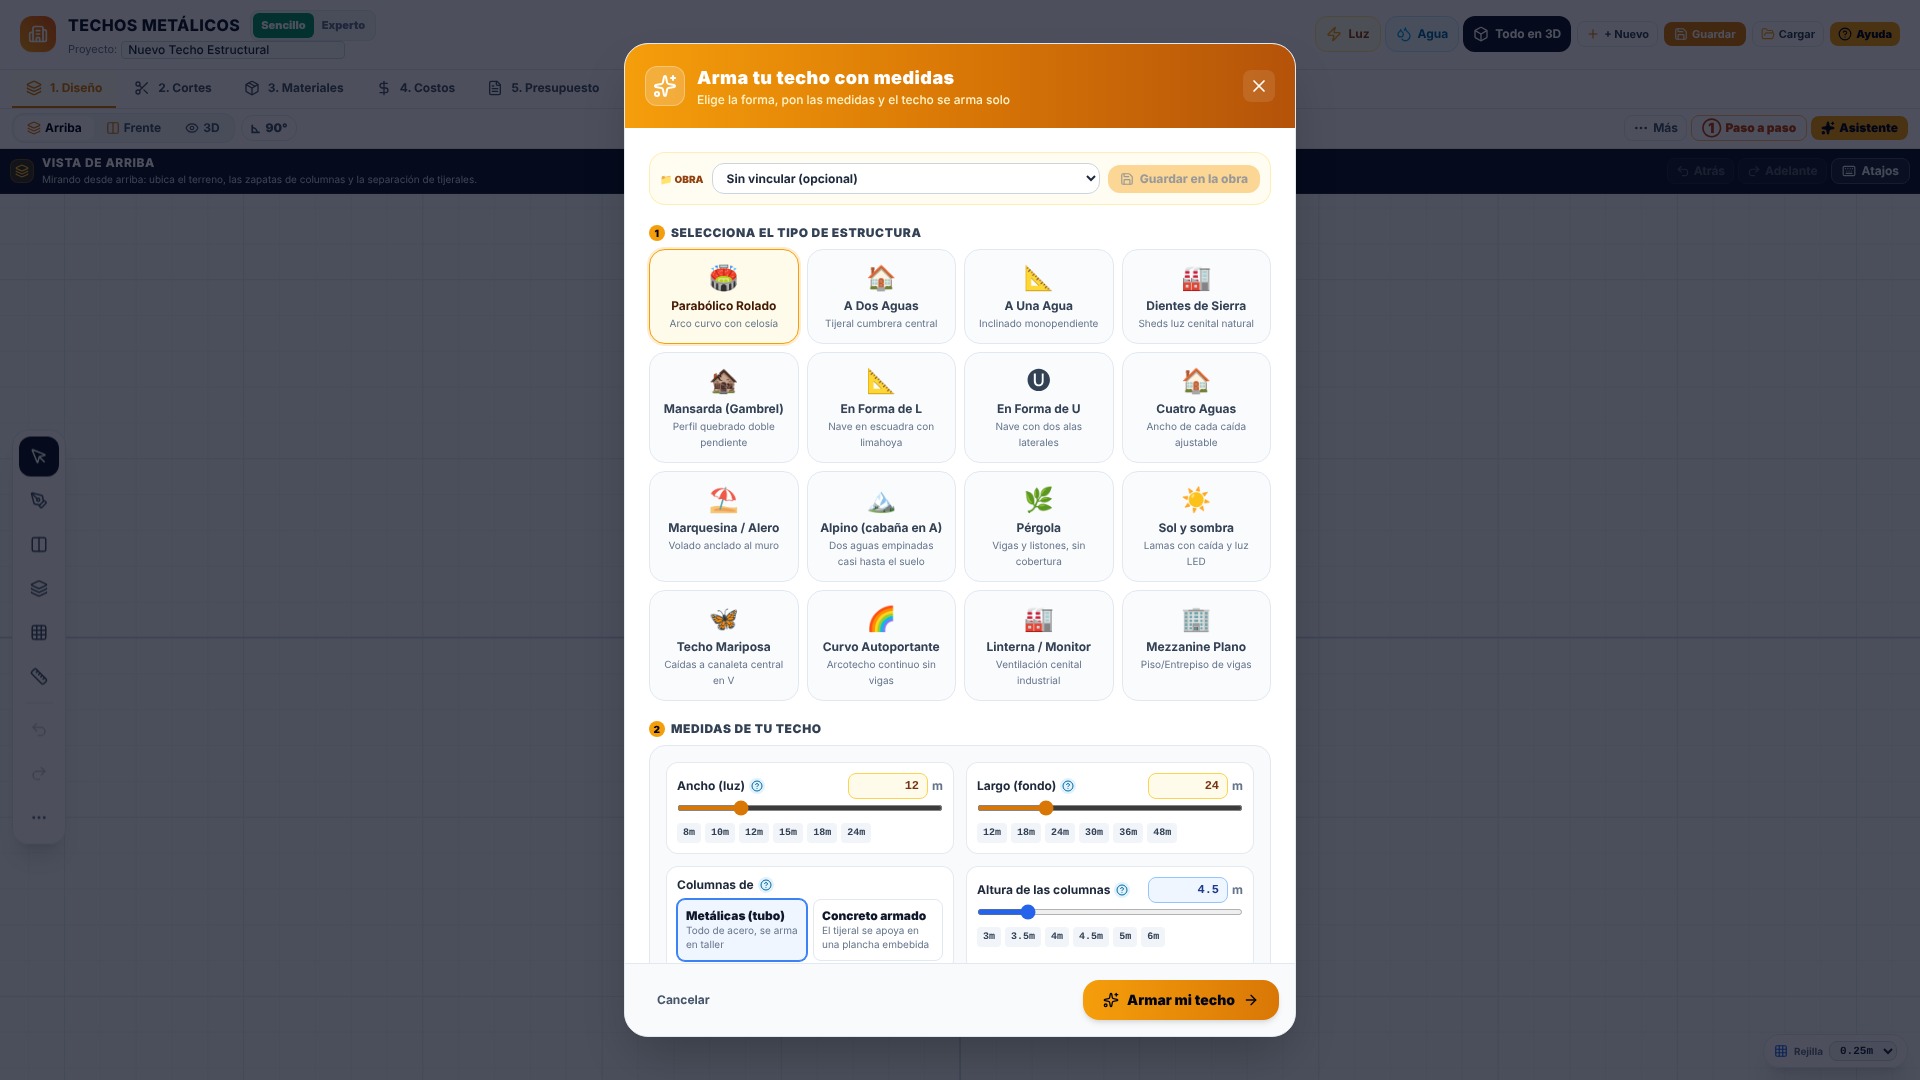 TECHOS METÁLICOS
Sencillo
Experto
Proyecto:
Nuevo Techo Estructural
Luz
Agua
Todo en 3D
+ Nuevo
Guardar
Cargar
Ayuda
1. Diseño
2. Cortes
3. Materiales
4. Costos
5. Presupuesto
Arriba
Frente
3D
90°
Más
1 Paso a paso
Asistente
VISTA DE ARRIBA
Mirando desde arriba: ubica el terreno, las zapatas de columnas y la separación de tijerales.
Atrás
Adelante
Atajos
Arma tu techo con medidas
Elige la forma, pon las medidas y el techo se arma solo
OBRA
Sin vincular (opcional)
Guardar en la obra
1 SELECCIONA EL TIPO DE ESTRUCTURA
Parabólico Rolado
Arco curvo con celosía
A Dos Aguas
Tijeral cumbrera central
A Una Agua
Inclinado monopendiente
Dientes de Sierra
Sheds luz cenital natural
Mansarda (Gambrel)
Perfil quebrado doble
pendiente
En Forma de L
Nave en escuadra con
limahoya
U
En Forma de U
Nave con dos alas
laterales
Cuatro Aguas
Ancho de cada caída
ajustable
Marquesina / Alero
Volado anclado al muro
Alpino (cabaña en A)
Dos aguas empinadas
casi hasta el suelo
Pérgola
Vigas y listones, sin
cobertura
Sol y sombra
Lamas con caída y luz
LED
Techo Mariposa
Caídas a canaleta central
en V
Curvo Autoportante
Arcotecho continuo sin
vigas
Linterna / Monitor
Ventilación cenital
industrial
Mezzanine Plano
Piso/Entrepiso de vigas
2 MEDIDAS DE TU TECHO
Ancho (luz)
12 m
8m 10m 12m 15m 18m 24m
Largo (fondo)
24 m
12m 18m 24m 30m 36m 48m
Columnas de
Metálicas (tubo)
Todo de acero, se arma
en taller
Concreto armado
El tijeral se apoya en
una plancha embebida
Altura de las columnas
4.5 m
3m 3.5m 4m 4.5m 5m 6m
Cancelar
Armar mi techo
Rejilla
0.25m